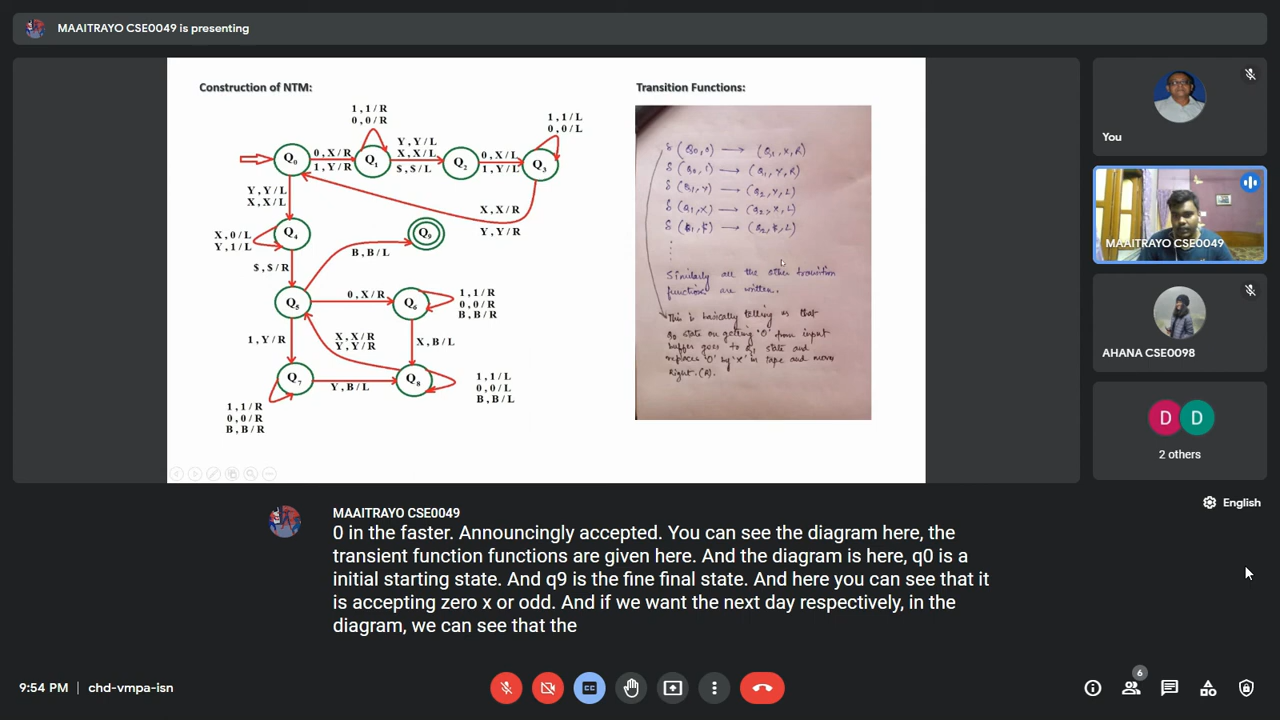 MAAITRAYO CSE0049 is presenting
Construction of NTM:
1,1/R
0,0/R
Y,Y/L
X,X/L
$,$/L
1,1/L
0,0/L
Q0
0,X/R
1,Y/R
Q1
Q2
0,X/L
1,Y/L
Q3
Y,Y/L
X,X/L
X,X/R
Y,Y/R
X,0/L
Y,1/L
Q4
Q9
B,B/L
$,$/R
Q5
0,X/R
Q6
1,1/R
0,0/R
B,B/R
1,Y/R
X,X/R
Y,Y/R
X,B/L
Q7
Y,B/L
Q8
1,1/L
0,0/L
B,B/L
1,1/R
0,0/R
B,B/R
Transition Functions:
δ (Q0,0) → (Q1,X,R)
δ (Q0,1) → (Q1,Y,R)
δ (Q1,Y) → (Q2,Y,L)
δ (Q1,X) → (Q2,X,L)
δ (Q1,$) → (Q2,$,L)
Similarly all the other transition
functions are written.
This is basically telling us that
q0 state on getting '0' from input
buffer goes to q1 state and
replaces '0' by 'X' in tape and move
Right.(R).
You
MAAITRAYO CSE0049
AHANA CSE0098
D D
2 others
English
MAAITRAYO CSE0049
0 in the faster. Announcingly accepted. You can see the diagram here, the
transient function functions are given here. And the diagram is here, q0 is a
initial starting state. And q9 is the fine final state. And here you can see that it
is accepting zero x or odd. And if we want the next day respectively, in the
diagram, we can see that the
9:54 PM | chd-vmpa-isn
CC
6